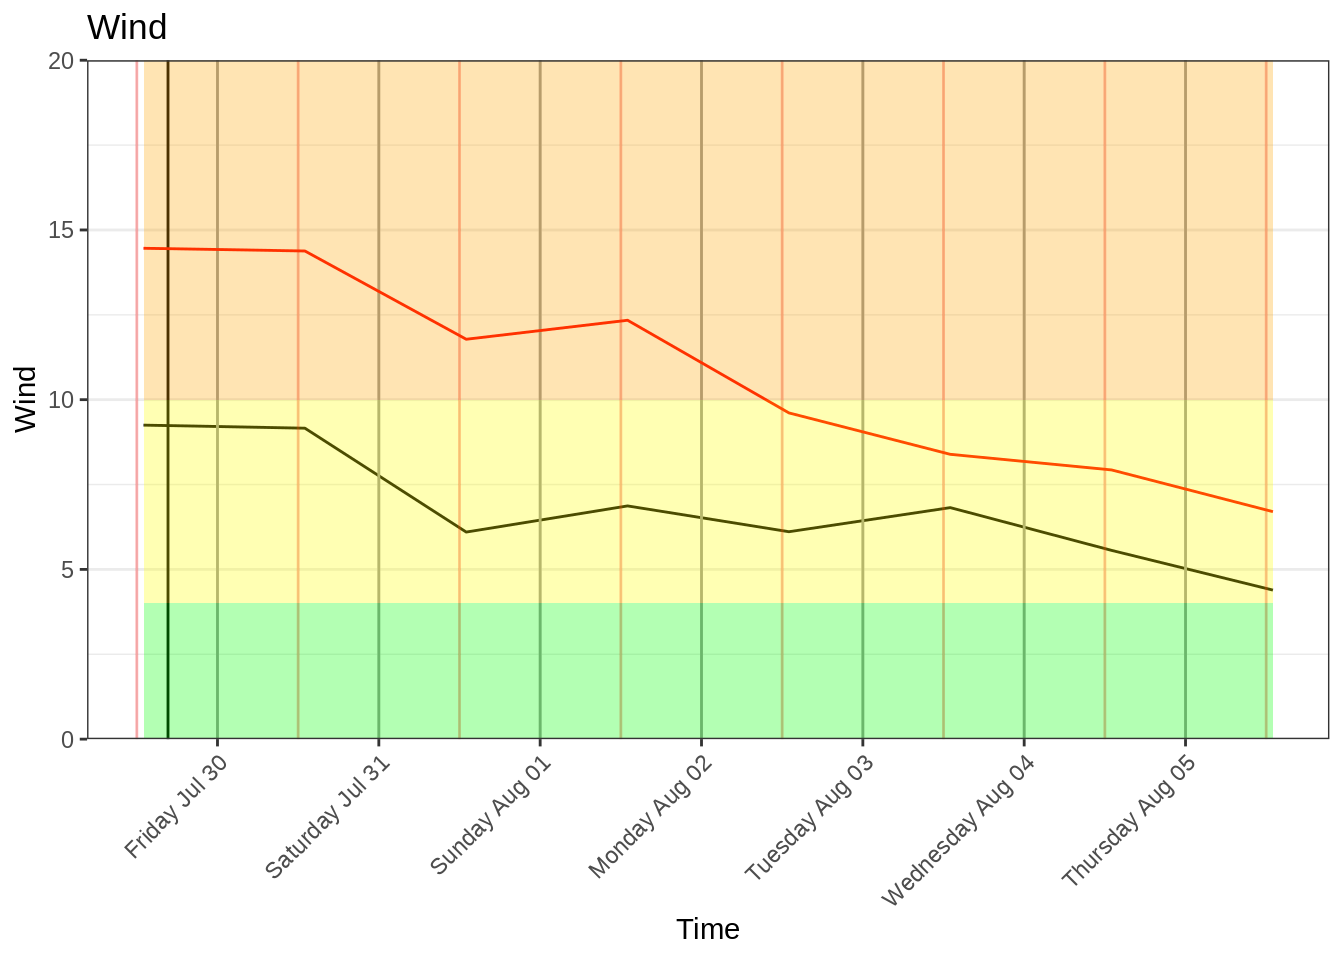 Wind
20
15
10
5
0
Wind
Friday Jul 30
Saturday Jul 31
Sunday Aug 01
Monday Aug 02
Tuesday Aug 03
Wednesday Aug 04
Thursday Aug 05
Time